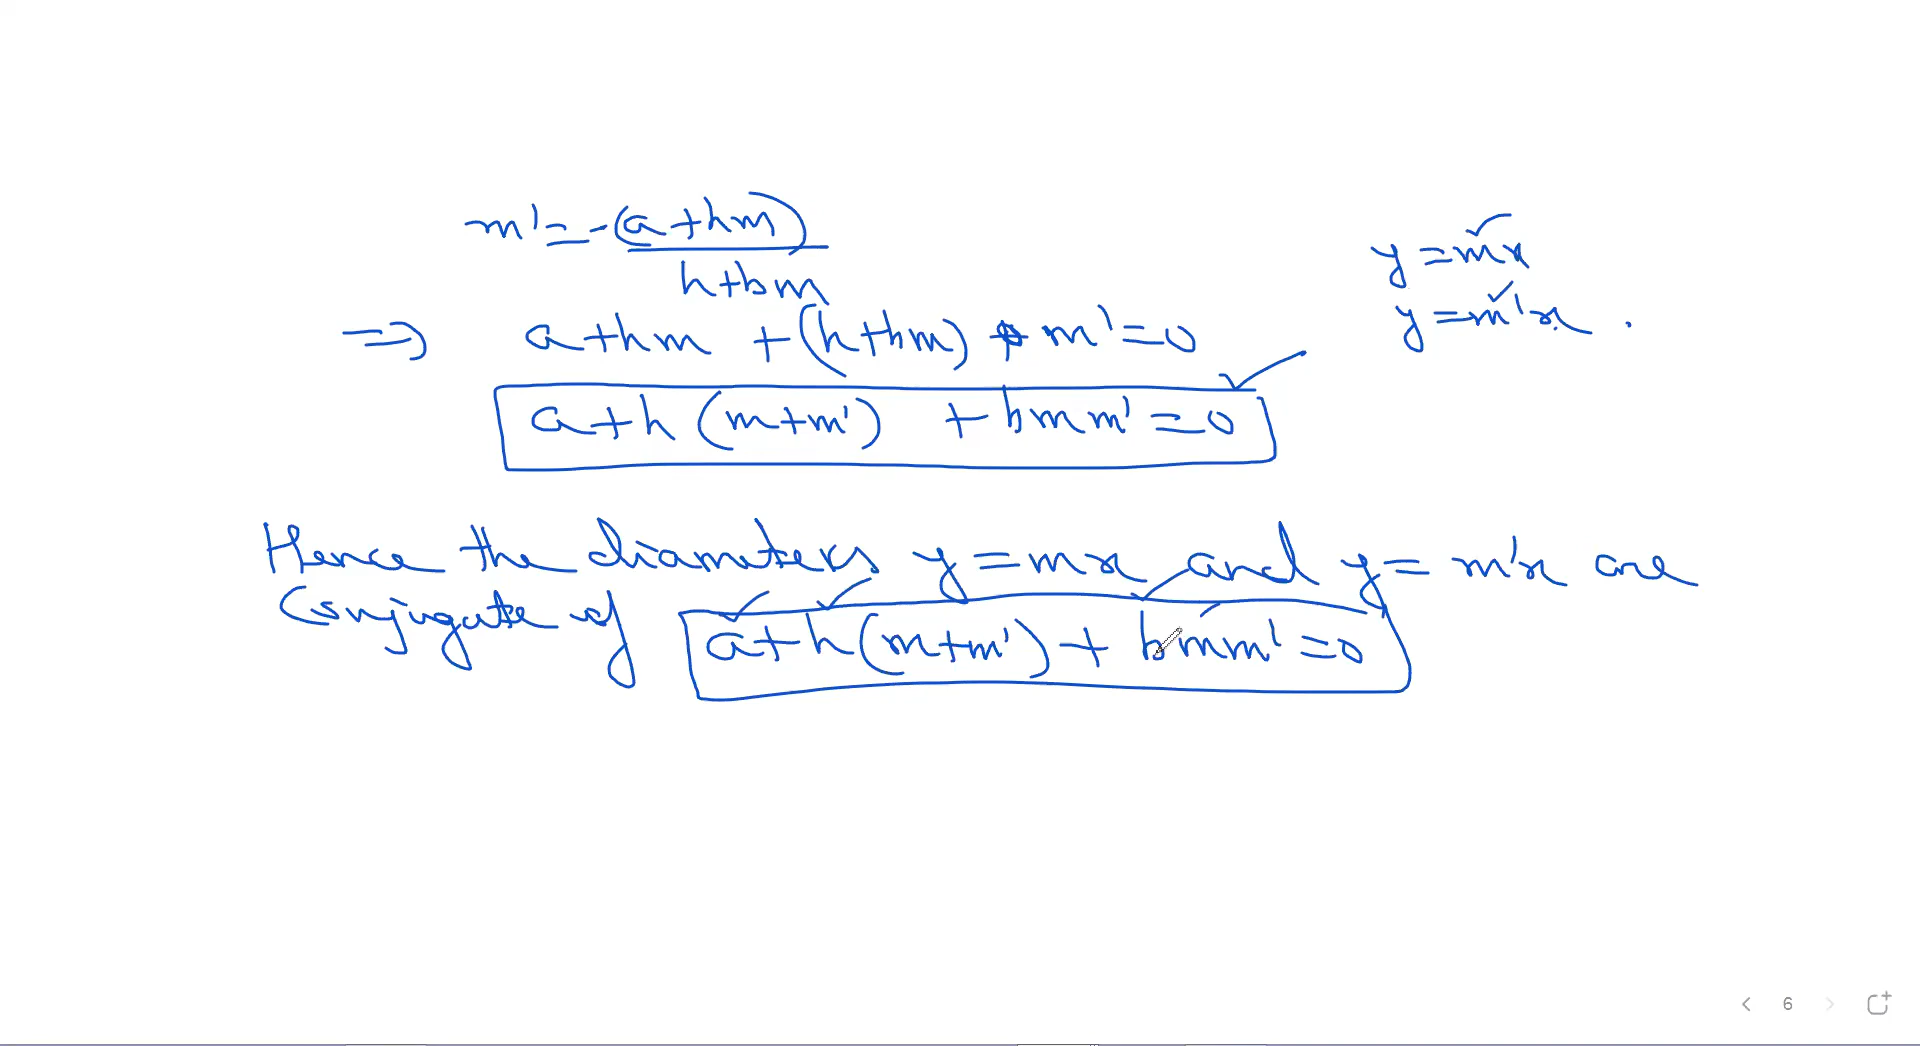 m' = -(a+hm)
h+bm
y = mx
y = m'x .
⇒ a+hm + (h+bm) m' = 0
a+h (m+m') + bmm' = 0
Hence the diameters y = mx and y = m'x are
Conjugate if a+h(m+m') + bmm' = 0
6